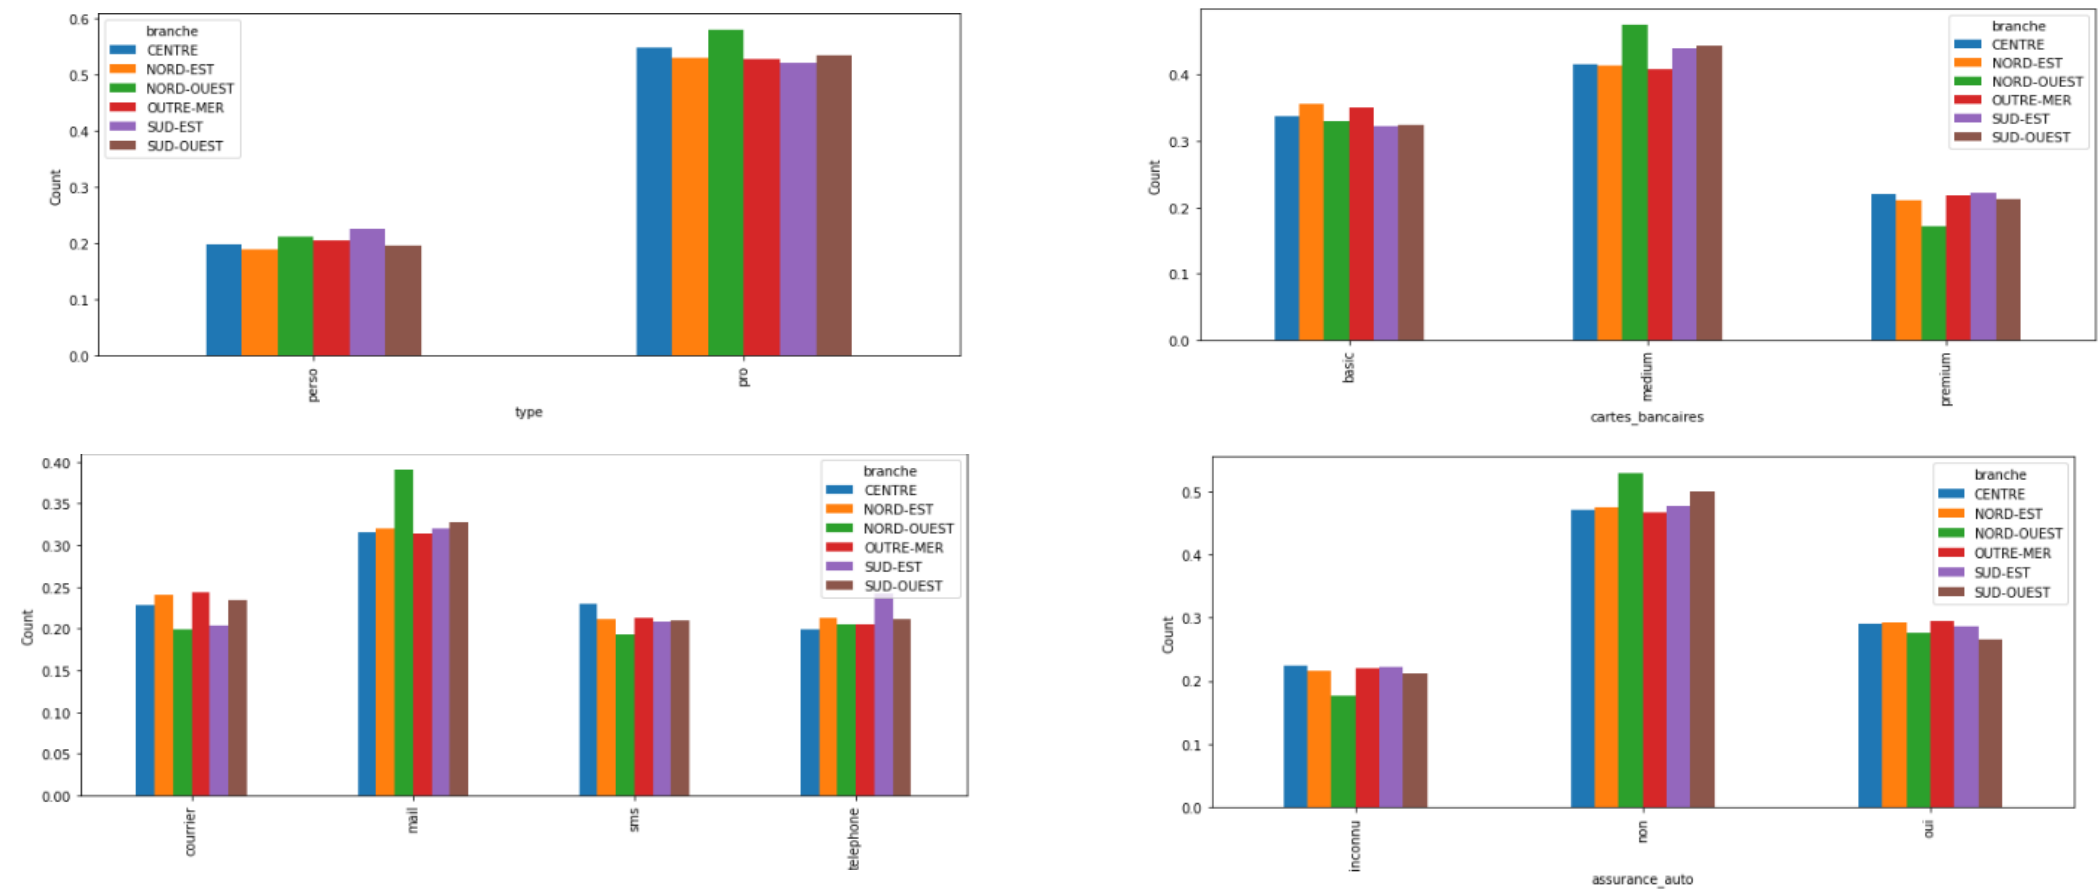 0.6
0.5
0.4
0.3
0.2
0.1
0.0
Count
branche
CENTRE
NORD-EST
NORD-OUEST
OUTRE-MER
SUD-EST
SUD-OUEST
perso
pro
type
0.4
0.3
0.2
0.1
0.0
Count
branche
CENTRE
NORD-EST
NORD-OUEST
OUTRE-MER
SUD-EST
SUD-OUEST
basic
medium
premium
cartes_bancaires
0.40
0.35
0.30
0.25
0.20
0.15
0.10
0.05
0.00
Count
branche
CENTRE
NORD-EST
NORD-OUEST
OUTRE-MER
SUD-EST
SUD-OUEST
courrier
mail
sms
telephone
0.5
0.4
0.3
0.2
0.1
0.0
Count
branche
CENTRE
NORD-EST
NORD-OUEST
OUTRE-MER
SUD-EST
SUD-OUEST
inconnu
non
oui
assurance_auto